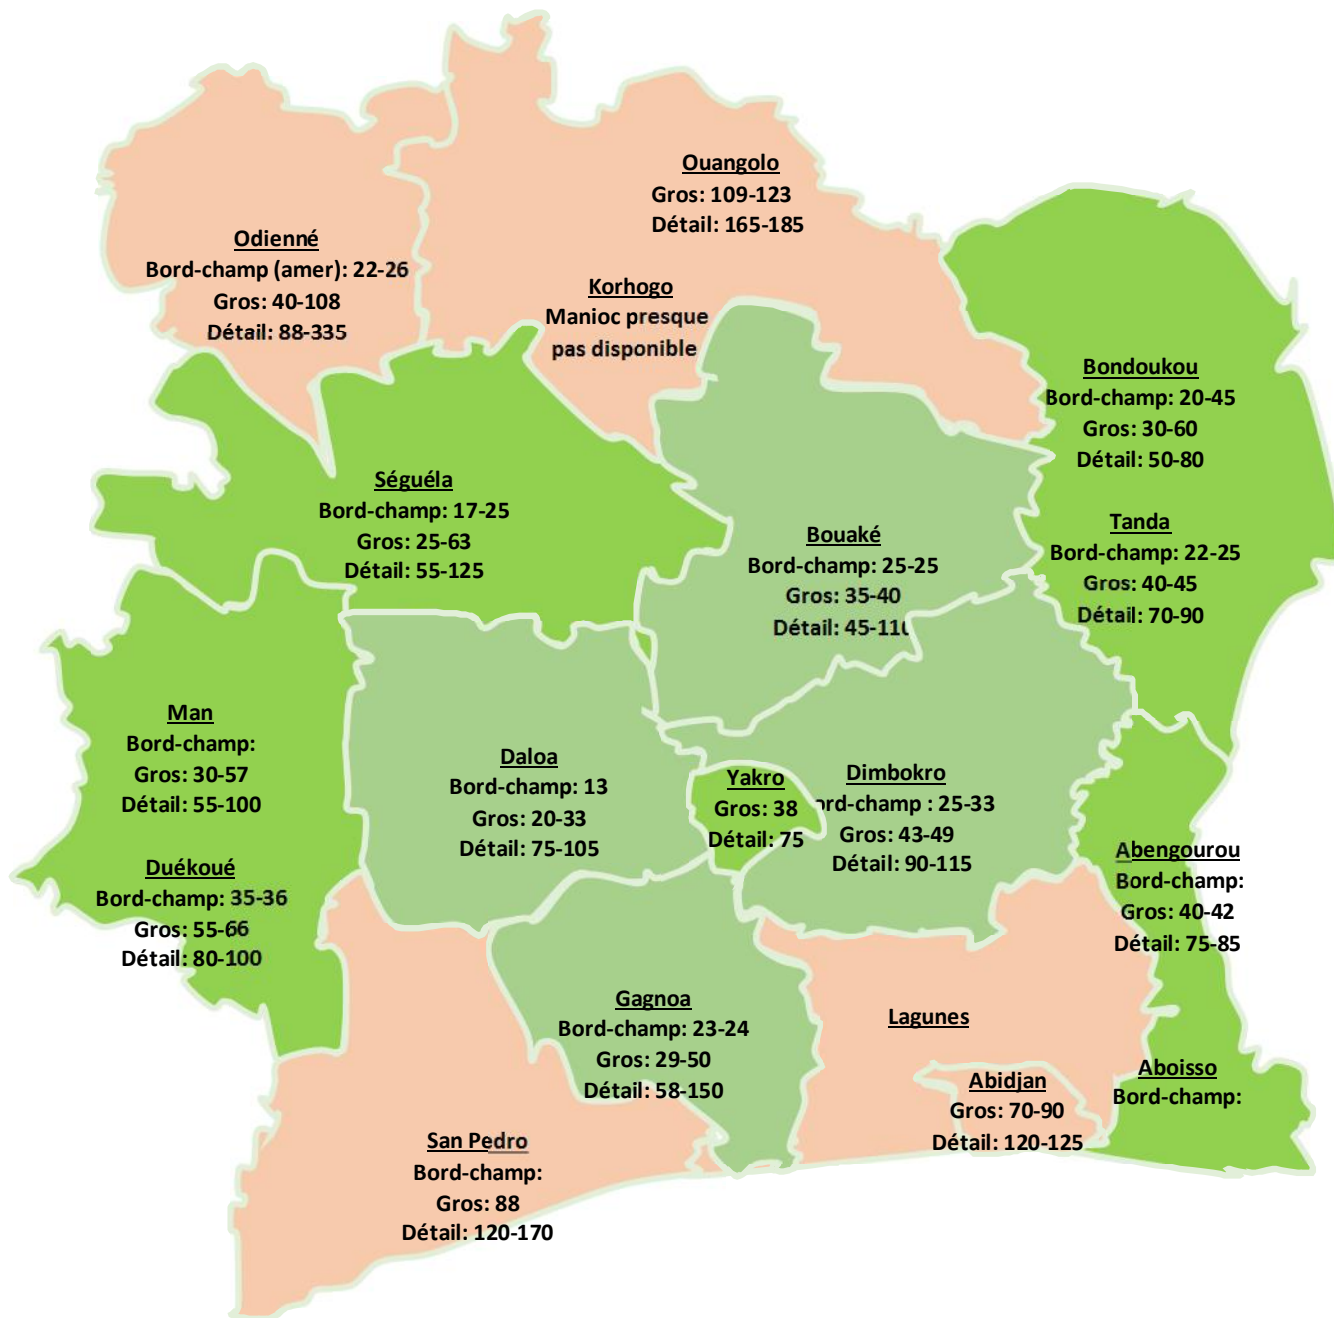 Ouangolo
Gros: 109-123
Détail: 165-185
Odienné
Bord-champ (amer): 22-26
Gros: 40-108
Détail: 88-335
Korhogo
Manioc presque
pas disponible
Bondoukou
Bord-champ: 20-45
Gros: 30-60
Détail: 50-80
Séguéla
Bord-champ: 17-25
Gros: 25-63
Détail: 55-125
Bouaké
Bord-champ: 25-25
Gros: 35-40
Détail: 45-110
Tanda
Bord-champ: 22-25
Gros: 40-45
Détail: 70-90
Man
Bord-champ:
Gros: 30-57
Détail: 55-100
Daloa
Bord-champ: 13
Gros: 20-33
Détail: 75-105
Yakro
Gros: 38
Détail: 75
Dimbokro
ord-champ : 25-33
Gros: 43-49
Détail: 90-115
Duékoué
Bord-champ: 35-36
Gros: 55-66
Détail: 80-100
Abengourou
Bord-champ:
Gros: 40-42
Détail: 75-85
Gagnoa
Bord-champ: 23-24
Gros: 29-50
Détail: 58-150
Lagunes
Abidjan
Gros: 70-90
Détail: 120-125
Aboisso
Bord-champ:
San Pedro
Bord-champ:
Gros: 88
Détail: 120-170